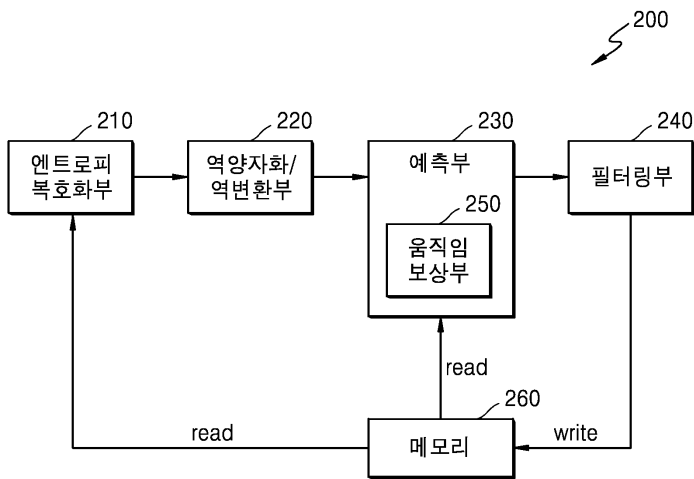 200
210
220
230
240
엔트로피
복호화부
역양자화/
역변환부
예측부
필터링부
250
움직임
보상부
read
260
read
메모리
write